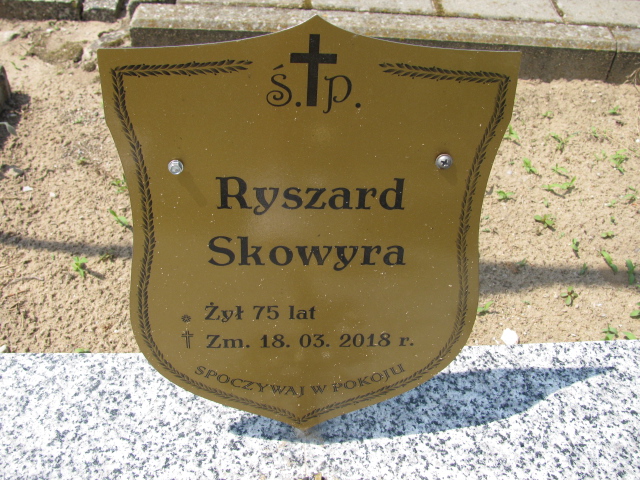 Ś. P.
Ryszard
Skowyra
* Żył 75 lat
† Zm. 18. 03. 2018 r.
SPOCZYWAJ W POKOJU